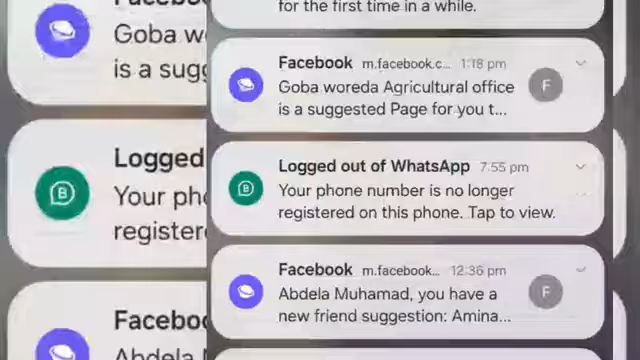 for the first time in a while.
Facebook m.facebook.c... 1:18 pm
Goba woreda Agricultural office
is a suggested Page for you t...
F
Logged out of WhatsApp 7:55 pm
Your phone number is no longer
registered on this phone. Tap to view.
B
Facebook m.facebook... 12:36 pm
Abdela Muhamad, you have a
new friend suggestion: Amina...
F
Goba w
is a sugg
Logged
Your pho
register
B
Facebo
Abdela M